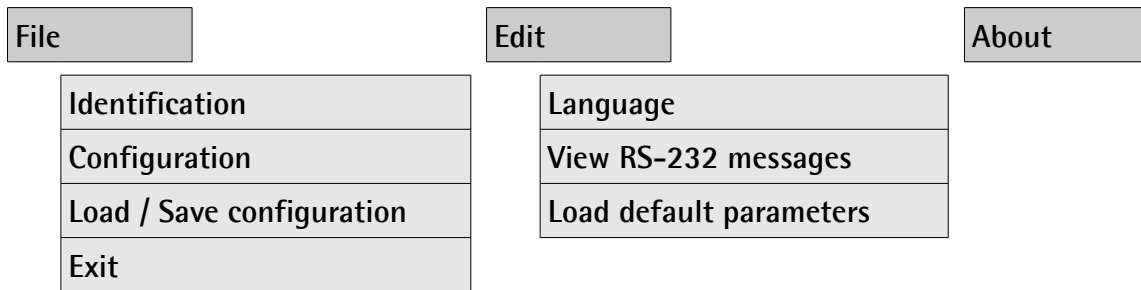 File
Identification
Configuration
Load / Save configuration
Exit
Edit
Language
View RS-232 messages
Load default parameters
About